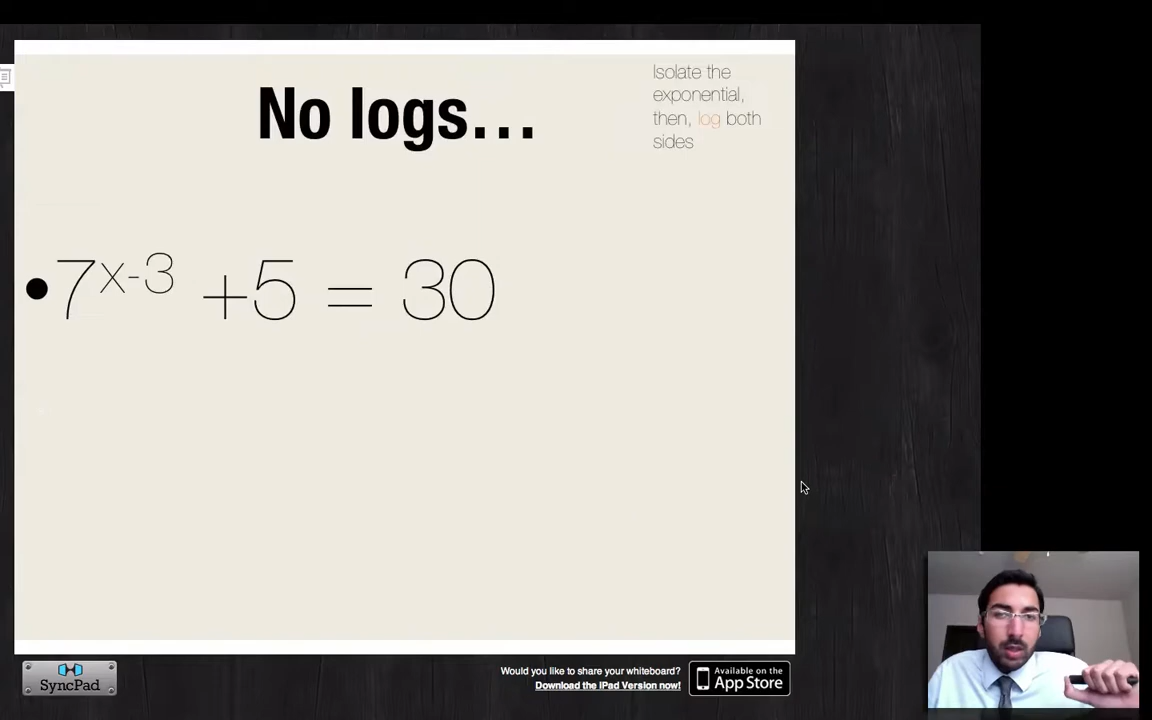 No logs...
Isolate the
exponential,
then, log both
sides
•7^{x-3} +5 = 30
SyncPad
Would you like to share your whiteboard?
Download the iPad Version now!
Available on the
App Store